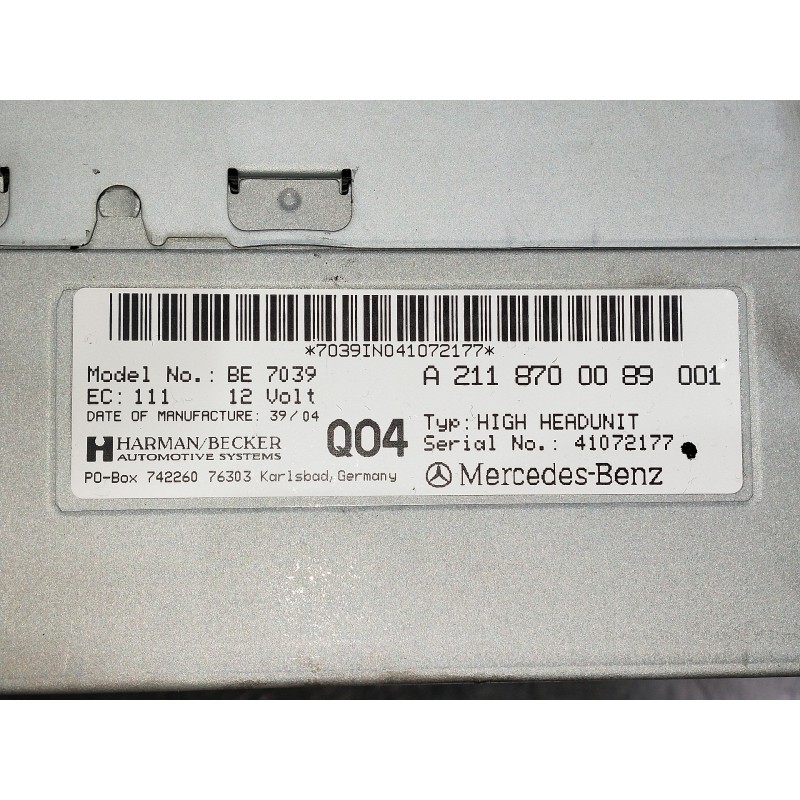 *7039IN041072177*
Model No.: BE 7039
EC: 111 12 Volt
DATE OF MANUFACTURE: 39/04
HARMAN/BECKER
AUTOMOTIVE SYSTEMS
PO-Box 742260 76303 Karlsbad, Germany
Q04
A 211 870 00 89 001
Typ: HIGH HEADUNIT
Serial No.: 41072177
Mercedes-Benz